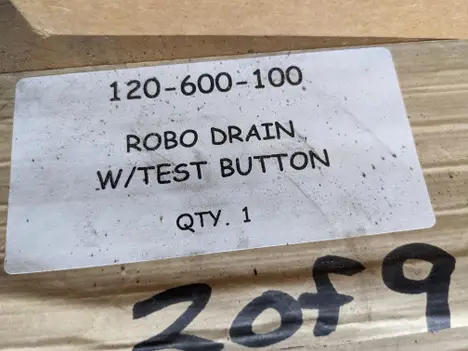 120-600-100
ROBO DRAIN
W/TEST BUTTON
QTY. 1
2of9